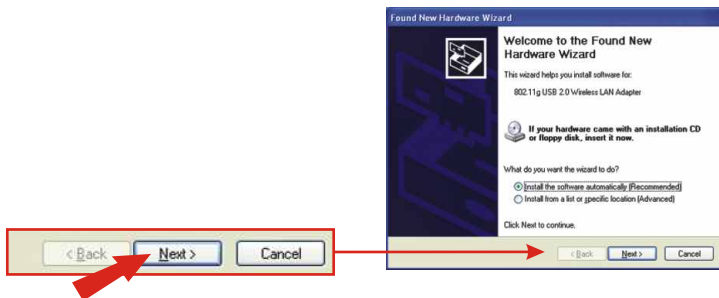 Found New Hardware Wizard
Welcome to the Found New
Hardware Wizard
This wizard helps you install software for:
802.11g USB 2.0 Wireless LAN Adapter
If your hardware came with an installation CD
or floppy disk, insert it now.
What do you want the wizard to do?
Install the software automatically (Recommended)
Install from a list or specific location (Advanced)
Click Next to continue.
< Back Next > Cancel
< Back Next > Cancel